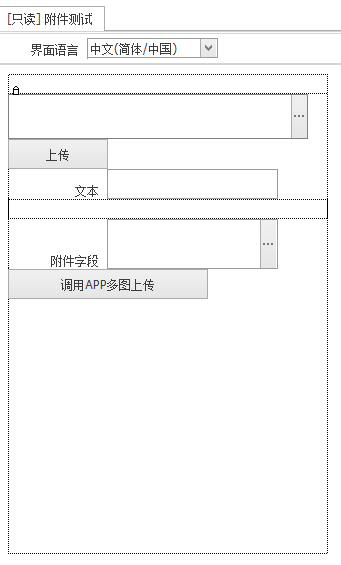 [只读] 附件测试
界面语言 中文(简体/中国)
...
上传
文本
...
附件字段
调用APP多图上传